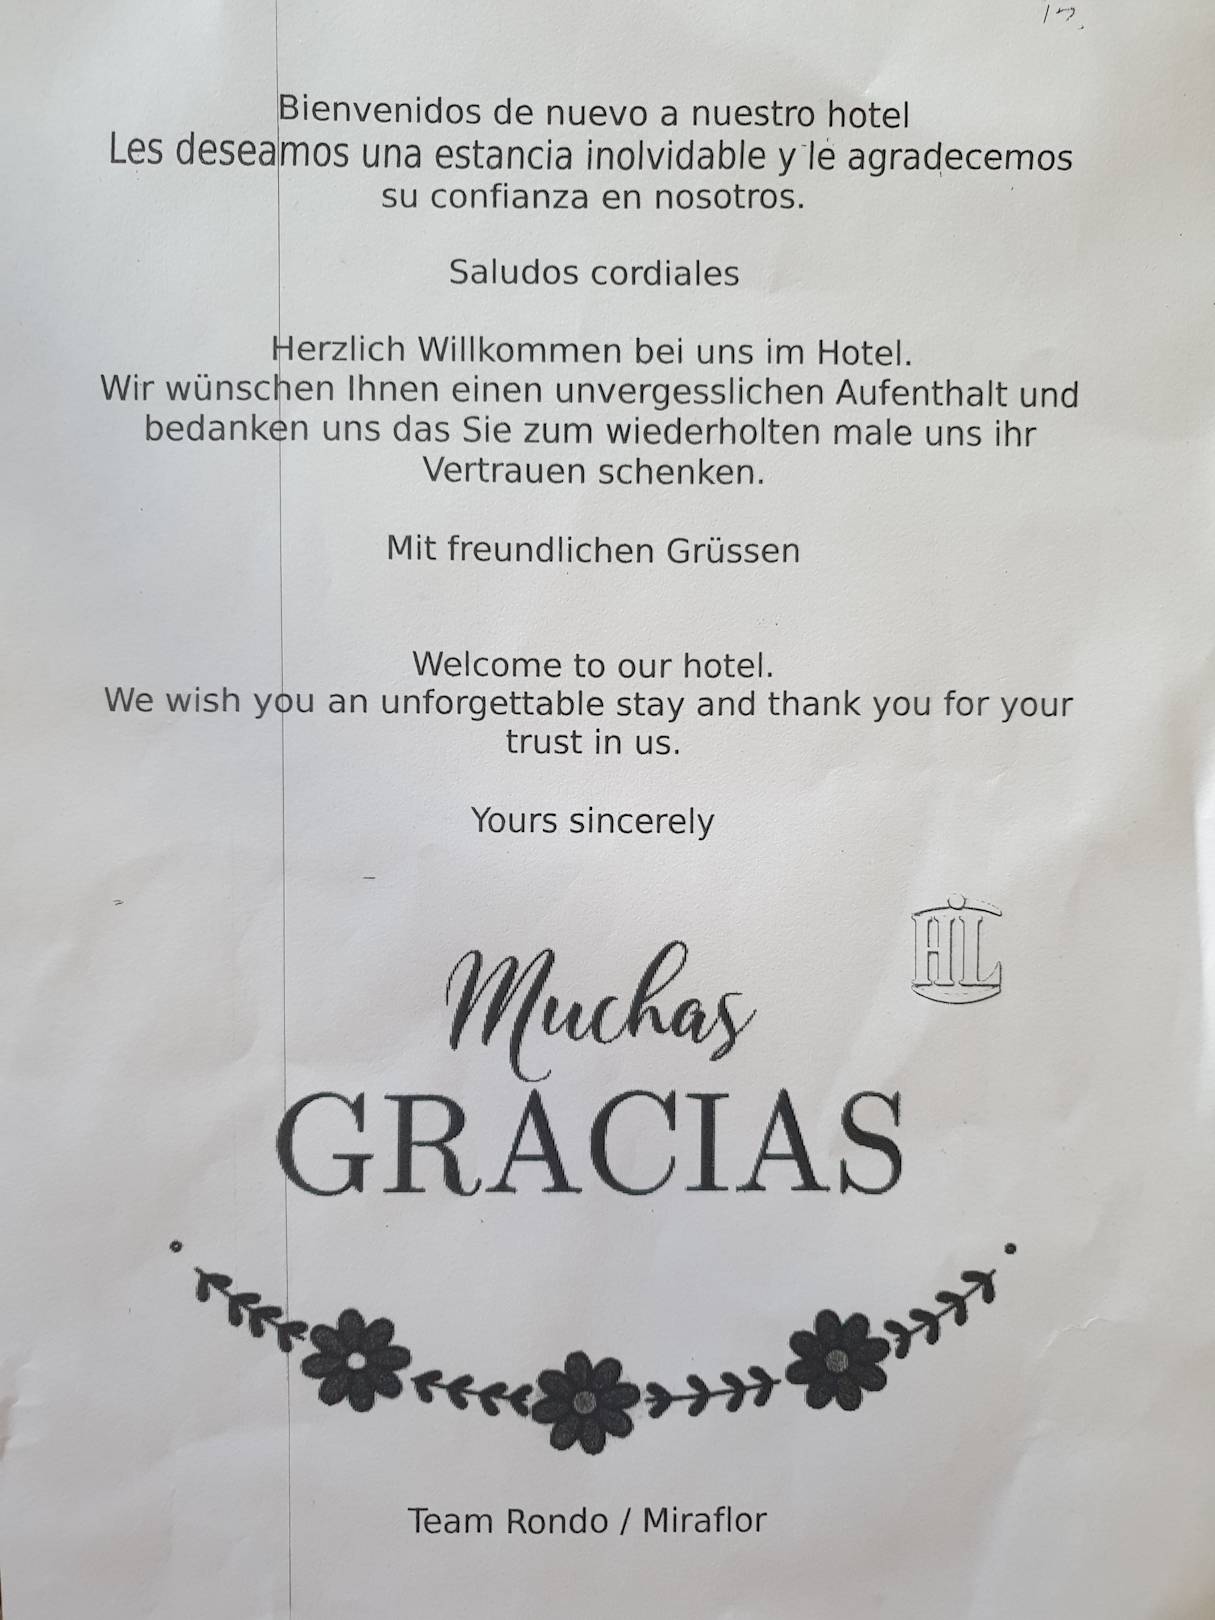 Bienvenidos de nuevo a nuestro hotel
Les deseamos una estancia inolvidable y le agradecemos
su confianza en nosotros.
Saludos cordiales
Herzlich Willkommen bei uns im Hotel.
Wir wünschen Ihnen einen unvergesslichen Aufenthalt und
bedanken uns das Sie zum wiederholten male uns ihr
Vertrauen schenken.
Mit freundlichen Grüssen
Welcome to our hotel.
We wish you an unforgettable stay and thank you for your
trust in us.
Yours sincerely
HL
Muchas
GRACIAS
Team Rondo / Miraflor